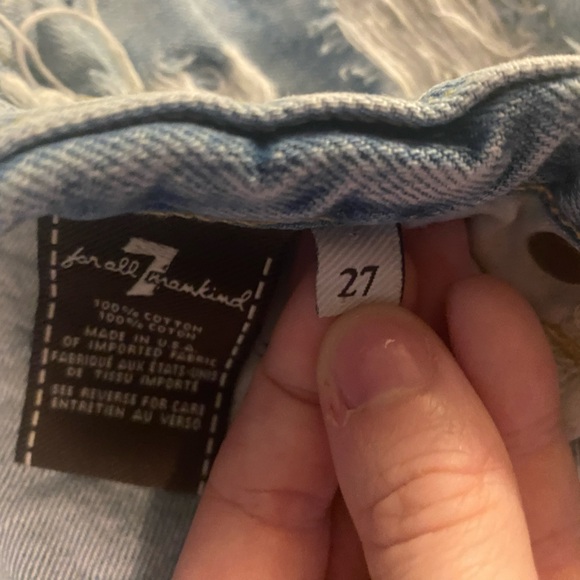 7
for all mankind
100% COTTON
100% COTON
MADE IN U.S.A.
OF IMPORTED FABRIC
FABRIQUÉ AUX ÉTATS-UNIS
DE TISSU IMPORTÉ
SEE REVERSE FOR CARE
ENTRETIEN AU VERSO
27